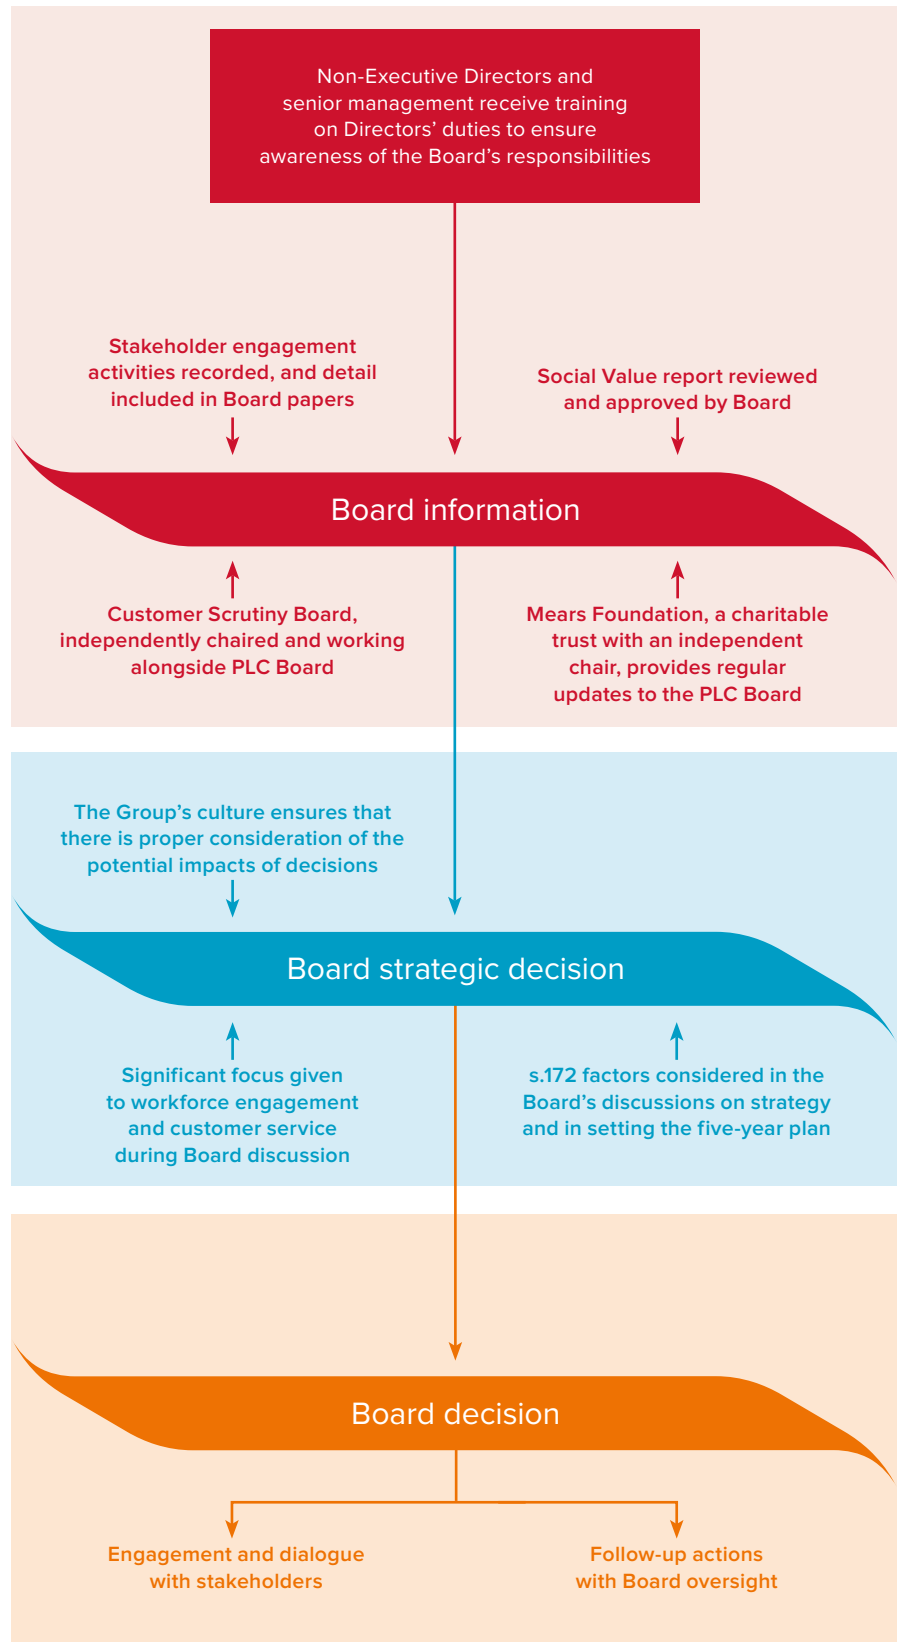 Non-Executive Directors and
senior management receive training
on Directors’ duties to ensure
awareness of the Board’s responsibilities
Stakeholder engagement
activities recorded, and detail
included in Board papers
Social Value report reviewed
and approved by Board
Board information
Customer Scrutiny Board,
independently chaired and working
alongside PLC Board
Mears Foundation, a charitable
trust with an independent
chair, provides regular
updates to the PLC Board
The Group’s culture ensures that
there is proper consideration of the
potential impacts of decisions
Board strategic decision
Significant focus given
to workforce engagement
and customer service
during Board discussion
s.172 factors considered in the
Board’s discussions on strategy
and in setting the five-year plan
Board decision
Engagement and dialogue
with stakeholders
Follow-up actions
with Board oversight